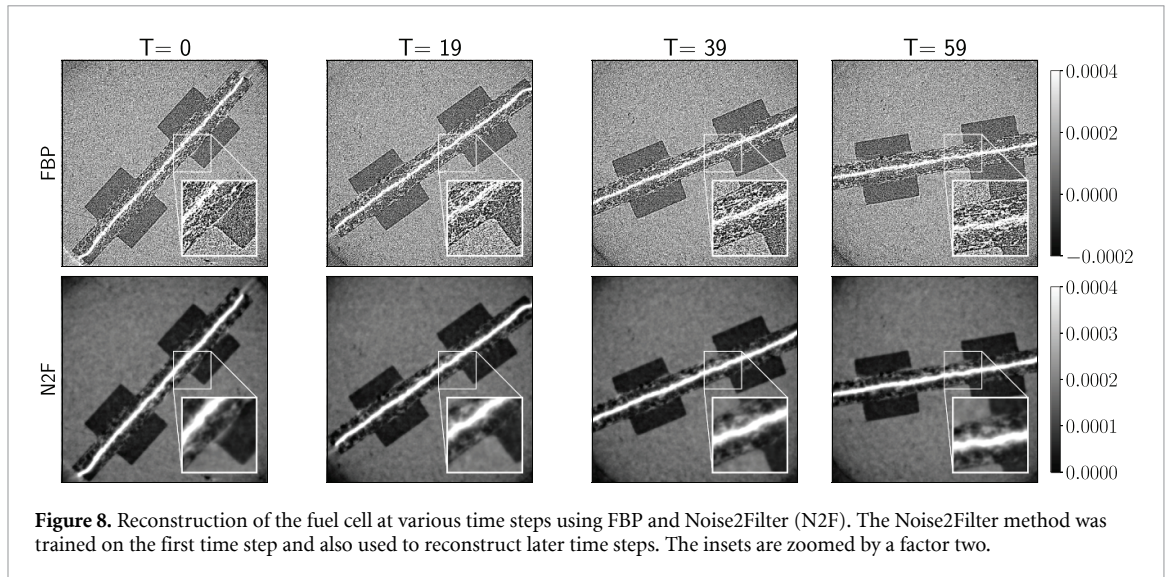 T= 0 T= 19 T= 39 T= 59
FBP
0.0004
0.0002
0.0000
−0.0002
N2F
0.0004
0.0003
0.0002
0.0001
0.0000
Figure 8. Reconstruction of the fuel cell at various time steps using FBP and Noise2Filter (N2F). The Noise2Filter method was
trained on the first time step and also used to reconstruct later time steps. The insets are zoomed by a factor two.